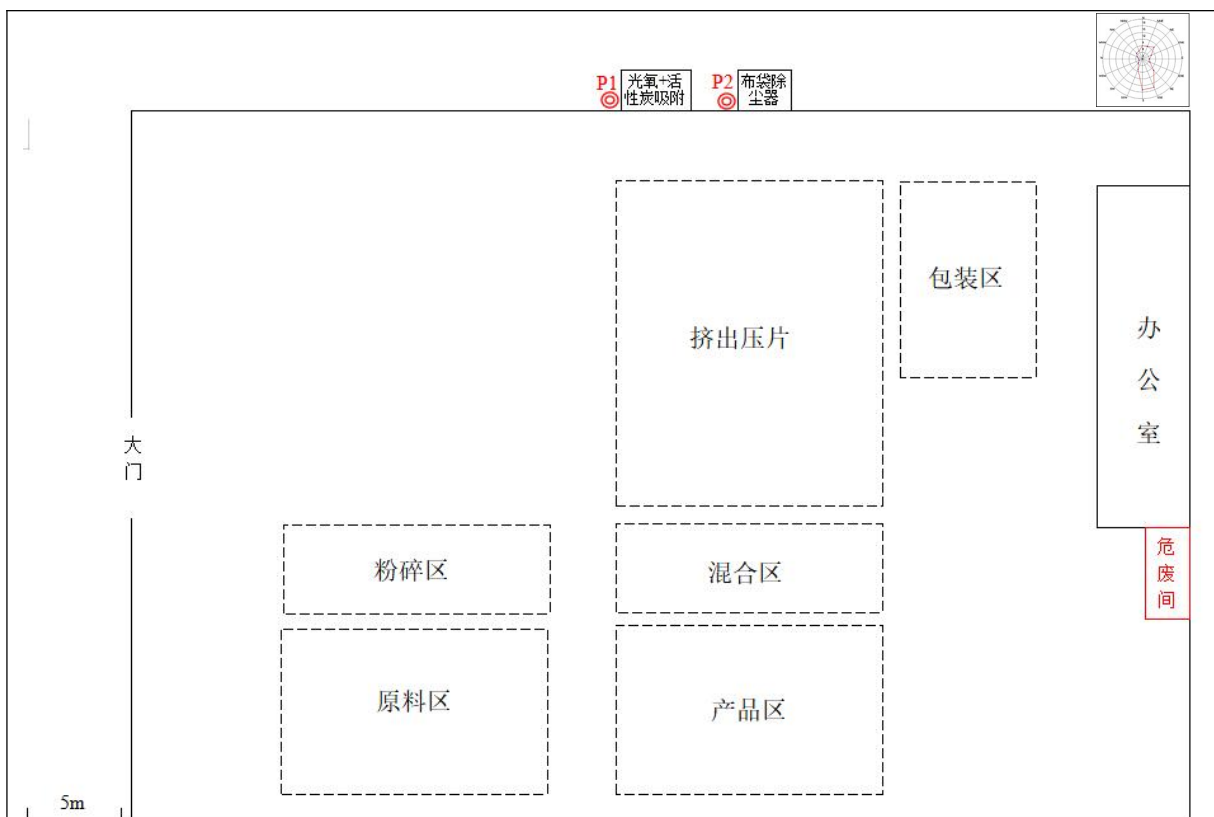 P1
光氧+活
性炭吸附
P2
布袋除
尘器
包装区
挤出压片
办
公
室
大
门
粉碎区
混合区
危
废
间
原料区
产品区
5m